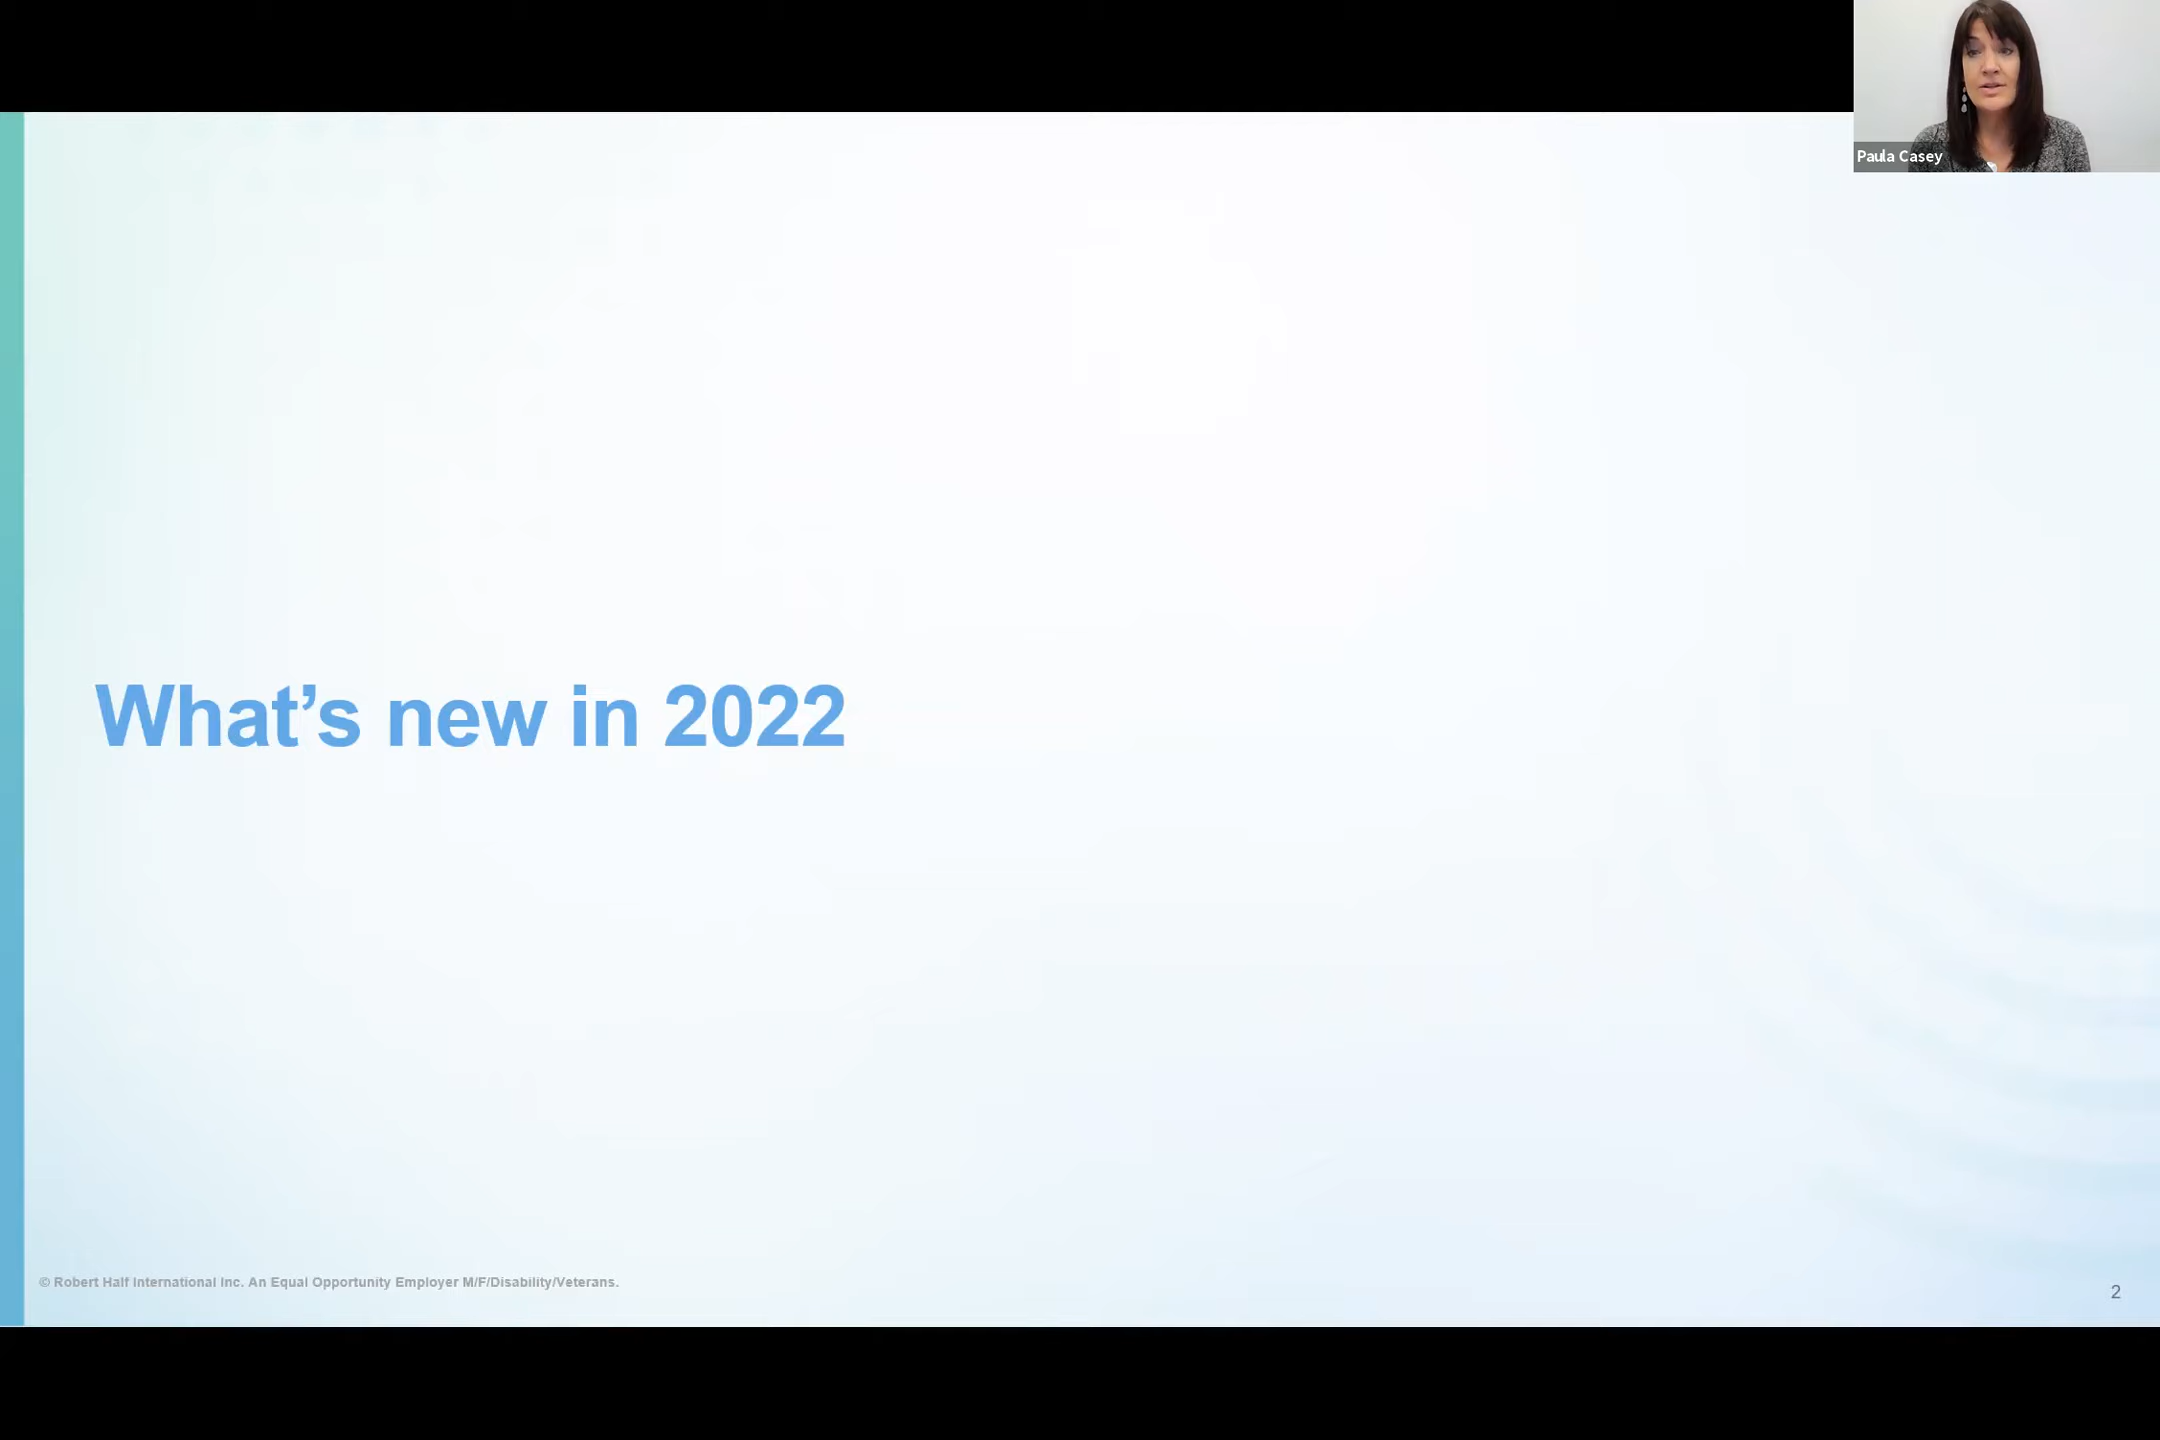 Paula Casey
What’s new in 2022
© Robert Half International Inc. An Equal Opportunity Employer M/F/Disability/Veterans.
2